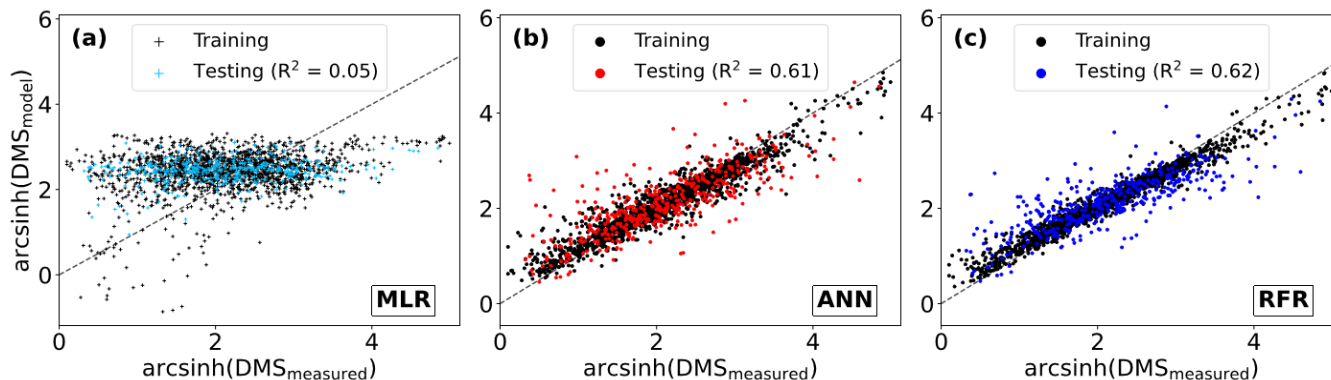 (a)
Training
Testing (R² = 0.05)
6
4
2
0
arcsinh(DMS_model)
MLR
0
2
4
arcsinh(DMS_measured)
(b)
Training
Testing (R² = 0.61)
6
4
2
0
ANN
0
2
4
arcsinh(DMS_measured)
(c)
Training
Testing (R² = 0.62)
6
4
2
0
RFR
0
2
4
arcsinh(DMS_measured)